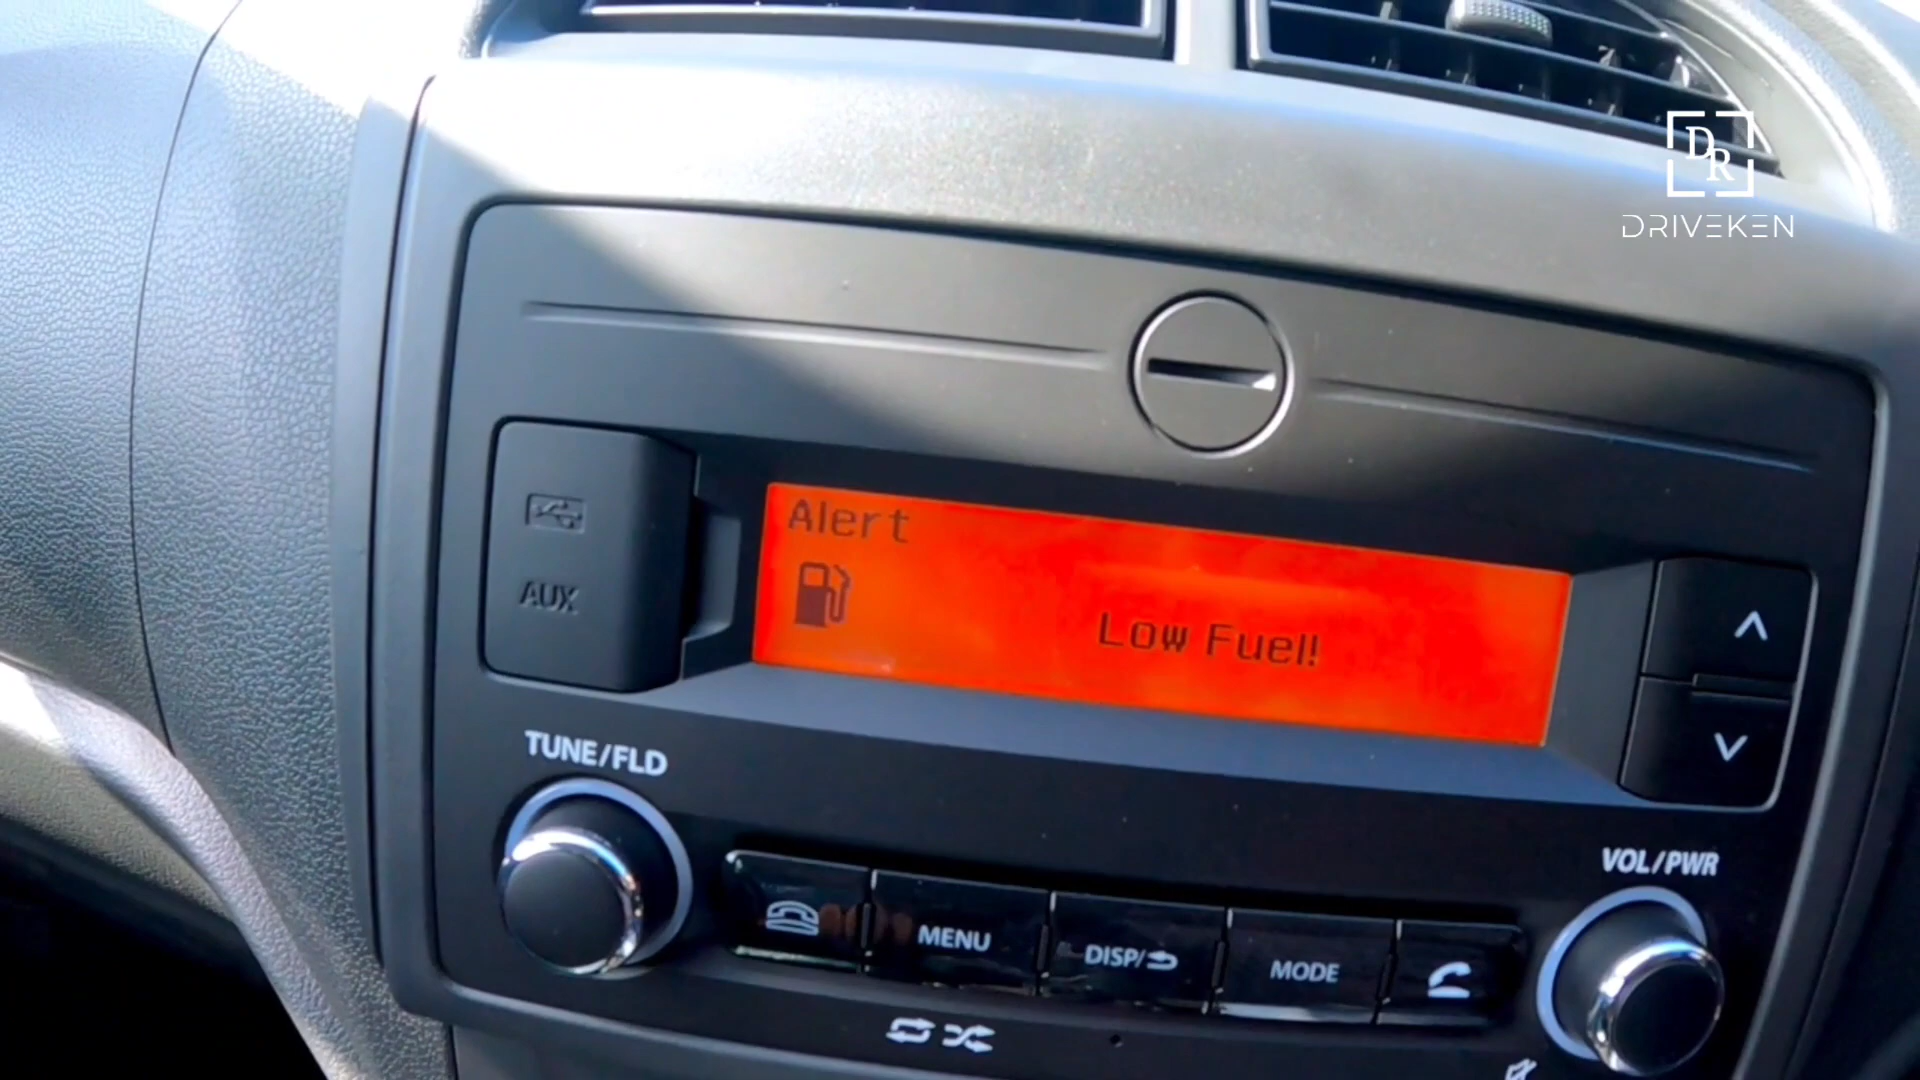 DR
DRIVEKEN
Alert
Low Fuel!
AUX
TUNE/FLD
VOL/PWR
MENU
DISP/
MODE